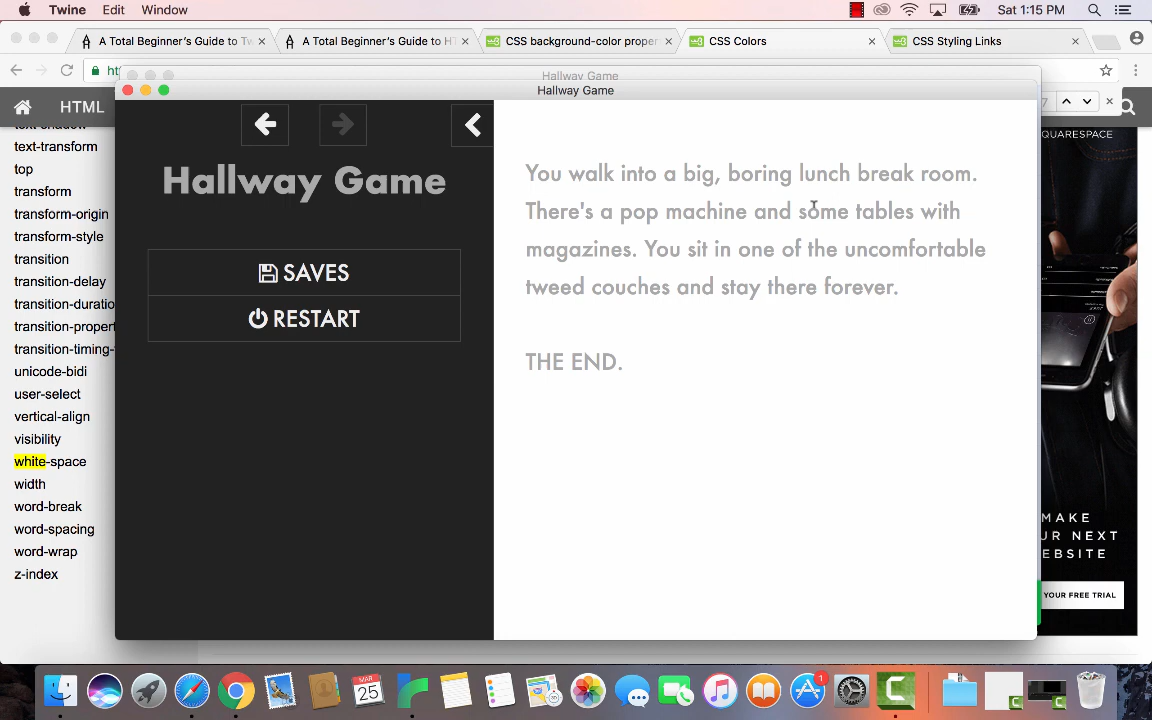 Twine Edit Window
Sat 1:15 PM
A Total Beginner's Guide to Tw
A Total Beginner's Guide to HT
CSS background-color proper
CSS Colors
CSS Styling Links
Hallway Game
Hallway Game
HTML
text-transform
top
transform
transform-origin
transform-style
transition
transition-delay
transition-duratio
transition-propert
transition-timing-
unicode-bidi
user-select
vertical-align
visibility
white-space
width
word-break
word-spacing
word-wrap
z-index
Hallway Game
SAVES
RESTART
You walk into a big, boring lunch break room.
There's a pop machine and some tables with
magazines. You sit in one of the uncomfortable
tweed couches and stay there forever.
THE END.
QUARESPACE
MAKE
UR NEXT
EBSITE
YOUR FREE TRIAL
MAR
25
1